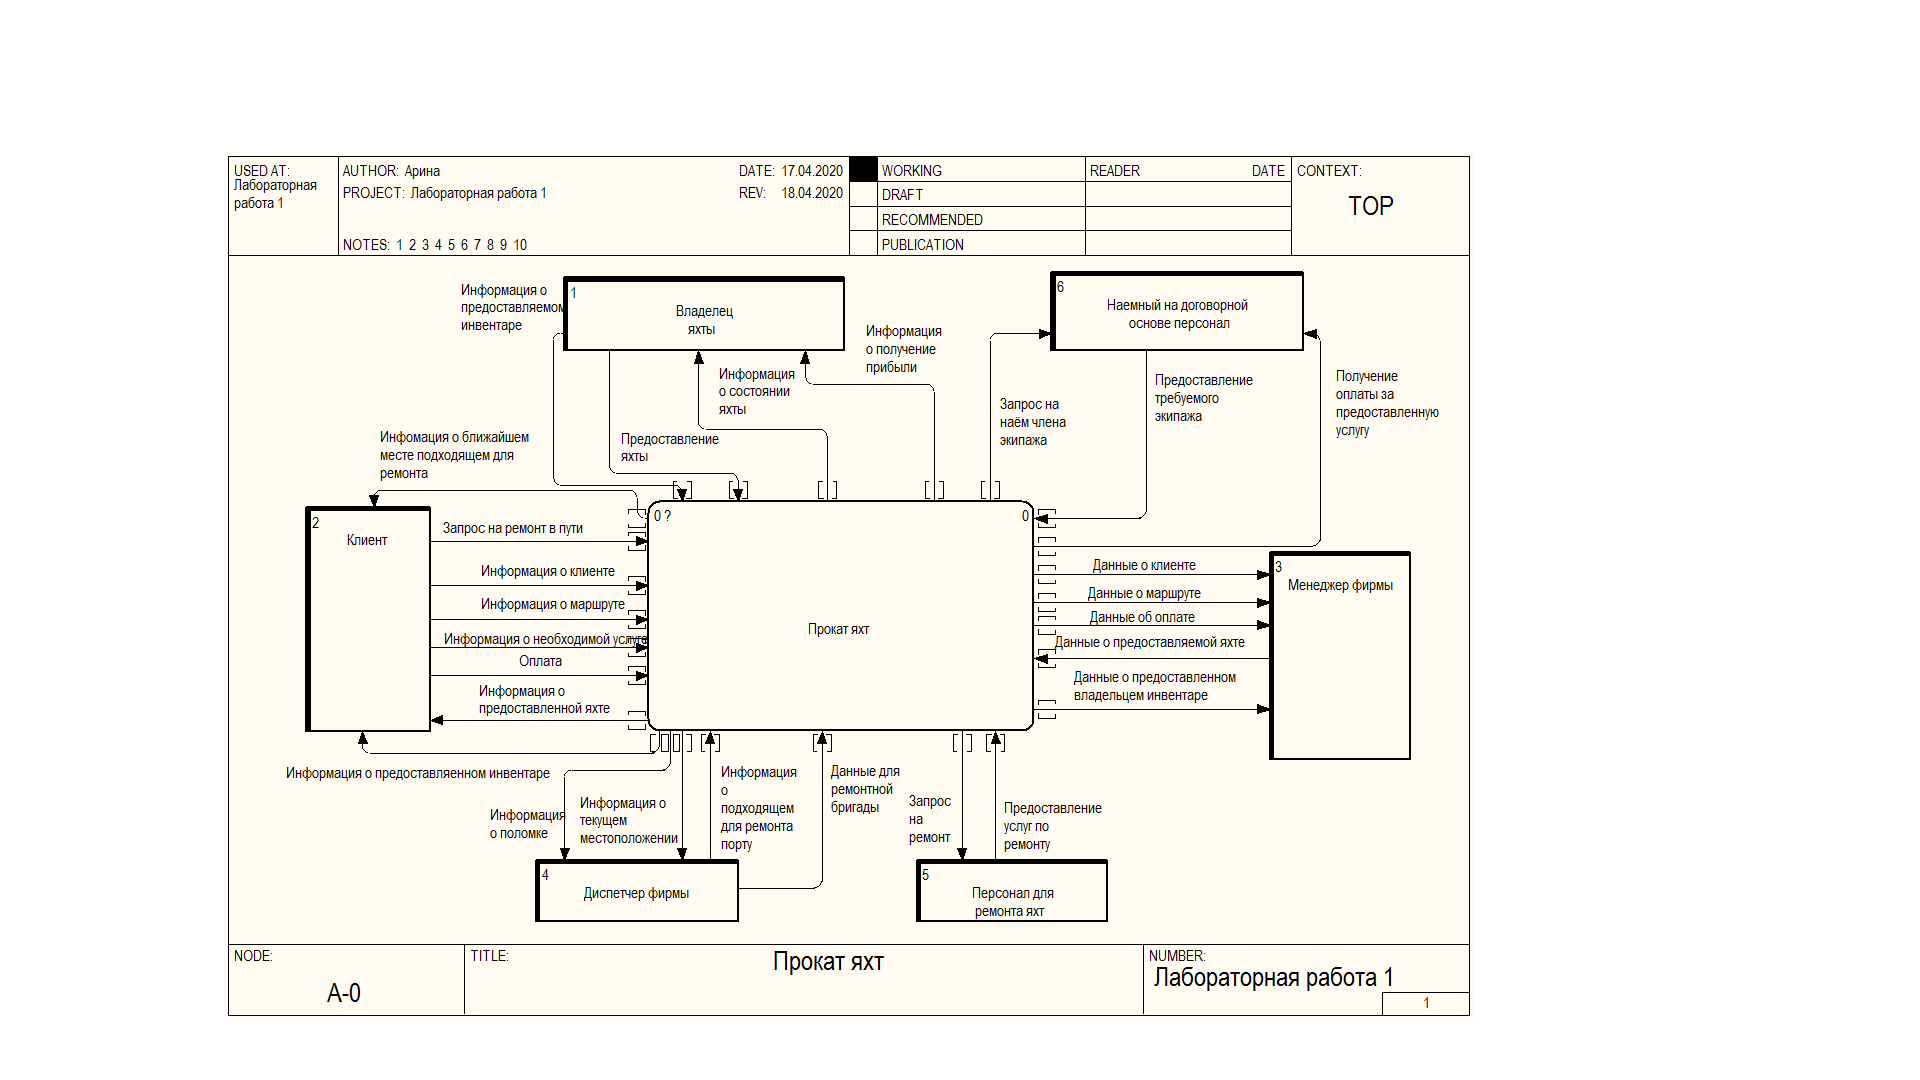 USED AT:
Лабораторная
работа 1
AUTHOR: Арина
DATE: 17.04.2020
PROJECT: Лабораторная работа 1
REV: 18.04.2020
NOTES: 1 2 3 4 5 6 7 8 9 10
WORKING
DRAFT
RECOMMENDED
PUBLICATION
READER DATE
CONTEXT:
TOP
Информация о
предоставляемом
инвентаре
1
Владелец
яхты
Информация
о получение
прибыли
6
Наемный на договорной
основе персонал
Информация
о состоянии
яхты
Предоставление
яхты
Запрос на
наём члена
экипажа
Предоставление
требуемого
экипажа
Получение
оплаты за
предоставленную
услугу
Инфомация о ближайшем
месте подходящем для
ремонта
2
Клиент
Запрос на ремонт в пути
Информация о клиенте
Информация о маршруте
Информация о необходимой услуге
Оплата
Информация о
предоставленной яхте
0 ?
0
Прокат яхт
Данные о клиенте
Данные о маршруте
Данные об оплате
Данные о предоставляемой яхте
Данные о предоставленном
владельцем инвентаре
3
Менеджер фирмы
Информация о предоставляенном инвентаре
Информация
о поломке
Информация о
текущем
местоположении
Информация
о
подходящем
для ремонта
порту
Данные для
ремонтной
бригады
Запрос
на
ремонт
Предоставление
услуг по
ремонту
4
Диспетчер фирмы
5
Персонал для
ремонта яхт
NODE:
A-0
TITLE:
Прокат яхт
NUMBER:
Лабораторная работа 1
1